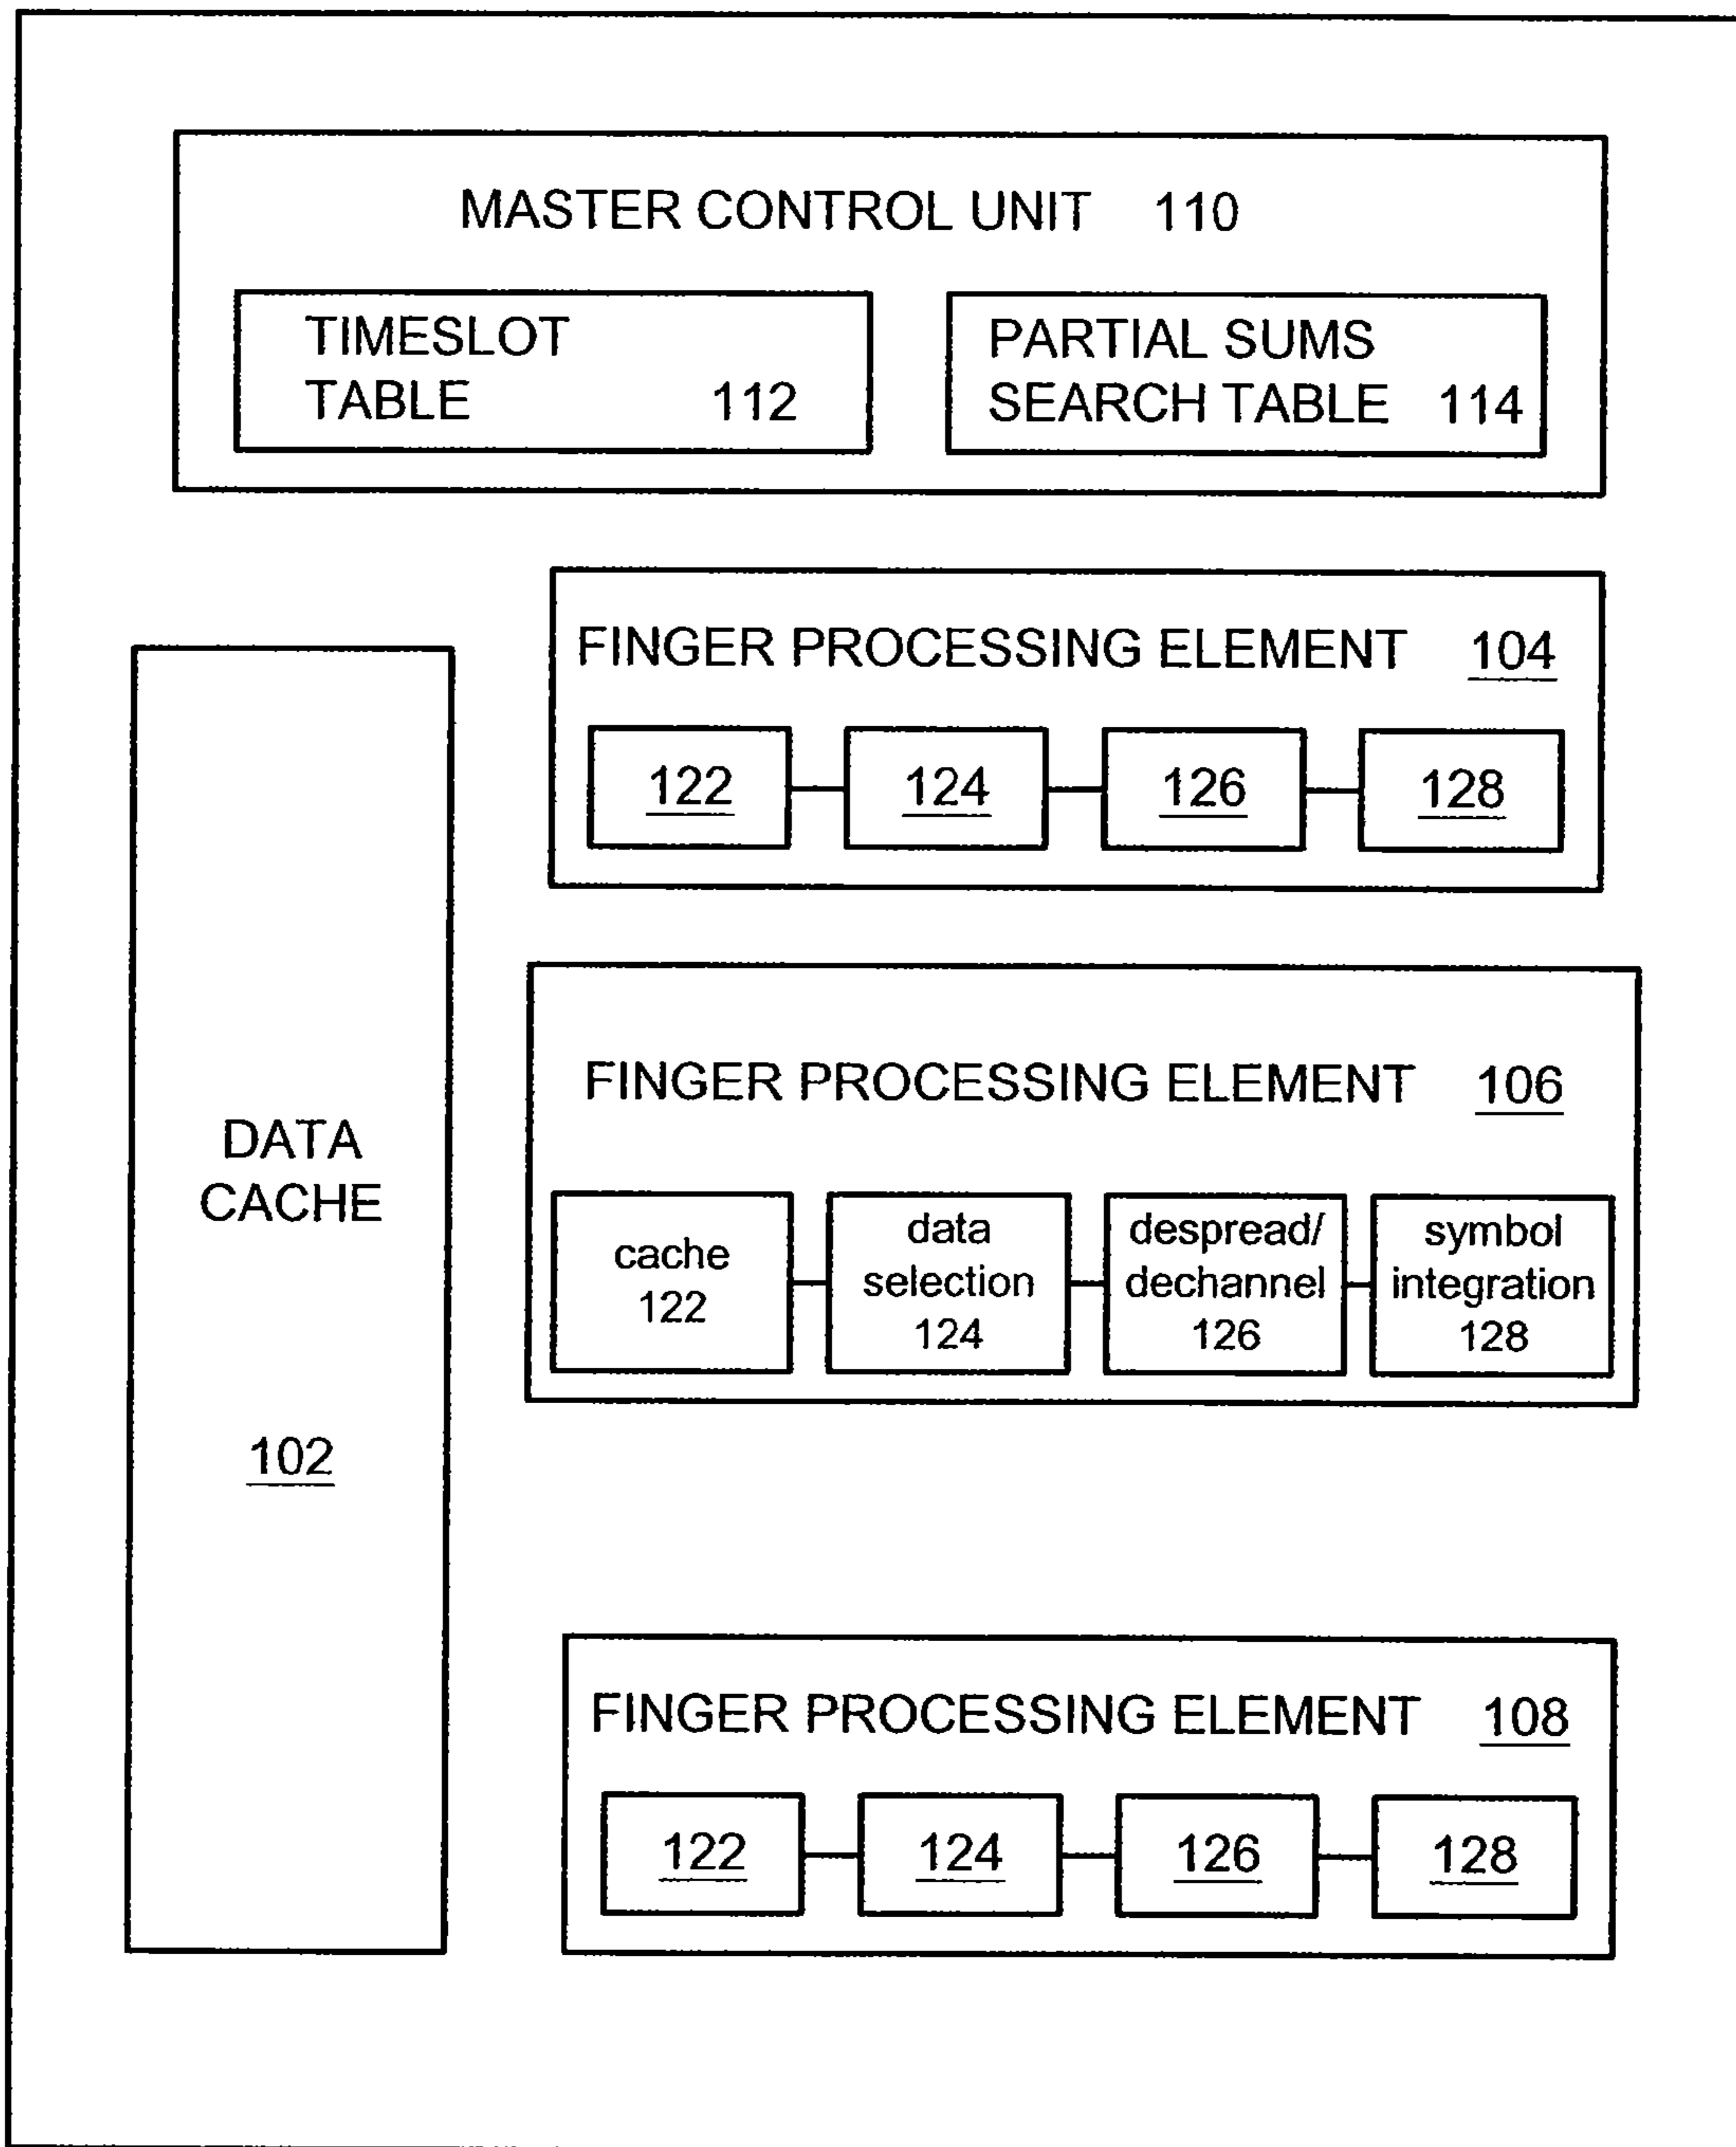 MASTER CONTROL UNIT 110
TIMESLOT
TABLE 112
PARTIAL SUMS
SEARCH TABLE 114
FINGER PROCESSING ELEMENT 104
122 124 126 128
DATA
CACHE
102
FINGER PROCESSING ELEMENT 106
cache
122
data
selection
124
despread/
dechannel
126
symbol
integration
128
FINGER PROCESSING ELEMENT 108
122 124 126 128